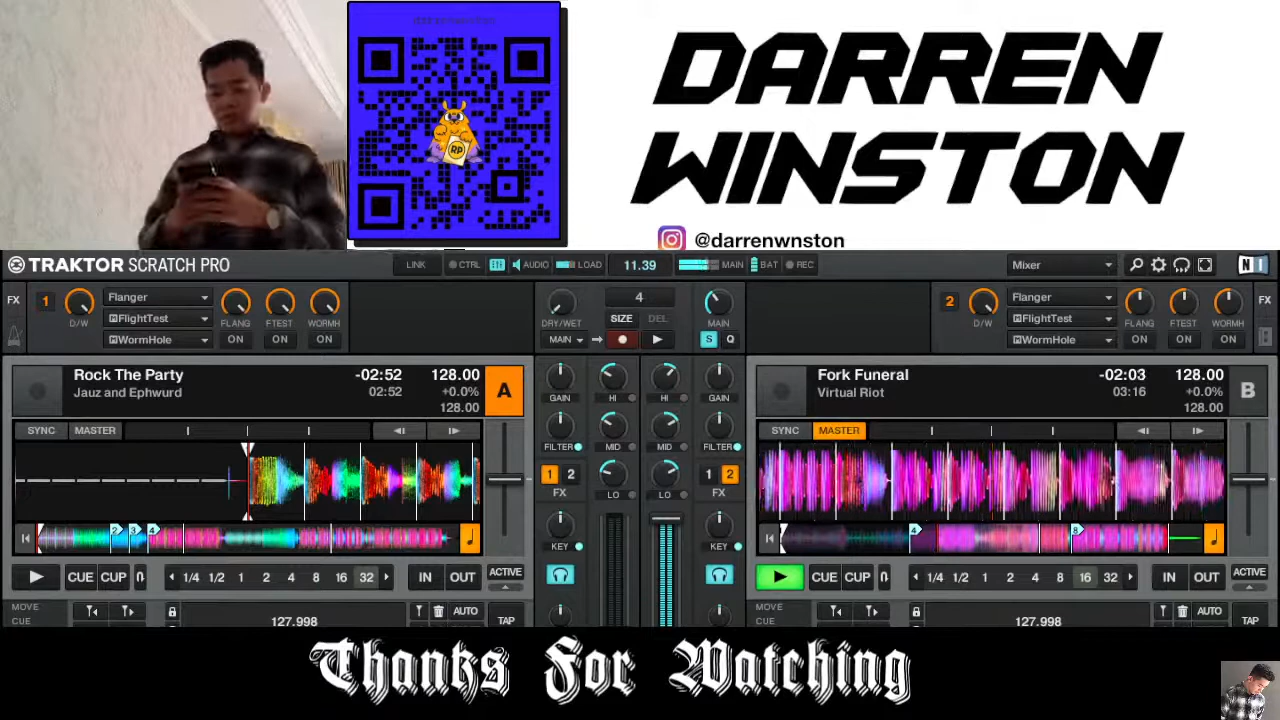 DARREN
WINSTON
@darrenwnston
RP
TRAKTOR SCRATCH PRO
LINK CTRL AUDIO LOAD 11.39 MAIN BAT REC Mixer NI
FX 1 Flanger 4 2 Flanger FX
FlightTest FlightTest
D/W FLANG FTEST WORMH DRY/WET SIZE DEL MAIN D/W FLANG FTEST WORMH
WormHole ON ON ON MAIN S Q WormHole ON ON ON
Rock The Party -02:52 128.00 A
Jauz and Ephwurd 02:52 +0.0%
128.00
SYNC MASTER
2 3 4
CUE CUP 1/4 1/2 1 2 4 8 16 32 IN OUT ACTIVE
MOVE AUTO
CUE 127.998 TAP
GAIN HI HI GAIN
FILTER MID MID FILTER
1 2 1 2
FX LO LO FX
KEY KEY
Fork Funeral -02:03 128.00 B
Virtual Riot 03:16 +0.0%
128.00
SYNC MASTER
4 8
CUE CUP 1/4 1/2 1 2 4 8 16 32 IN OUT ACTIVE
MOVE AUTO
CUE 127.998 TAP
Thanks For Watching